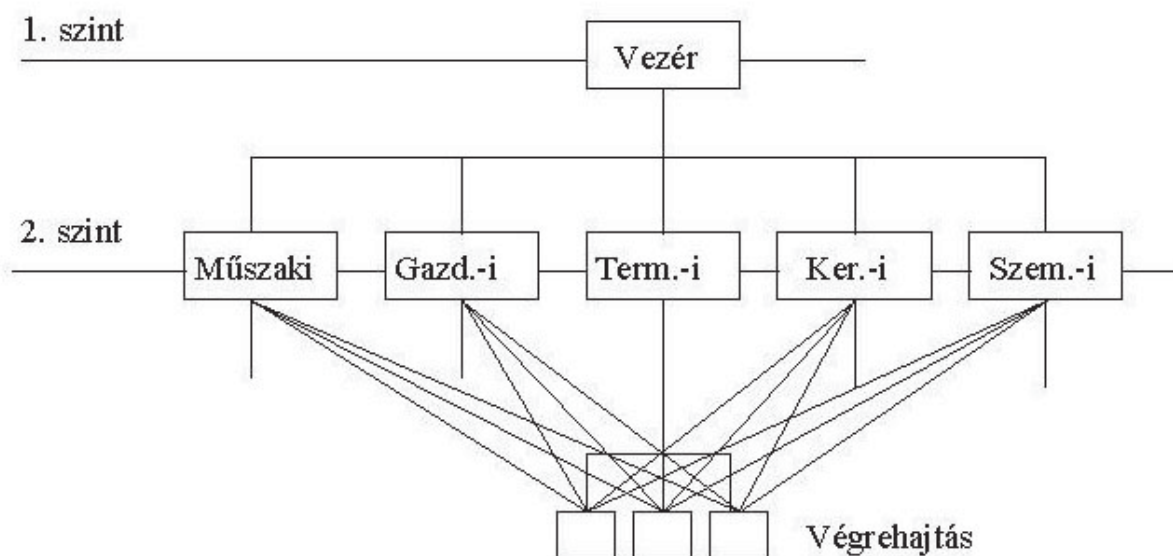 1. szint
Vezér
2. szint
Műszaki
Gazd.-i
Term.-i
Ker.-i
Szem.-i
Végrehajtás